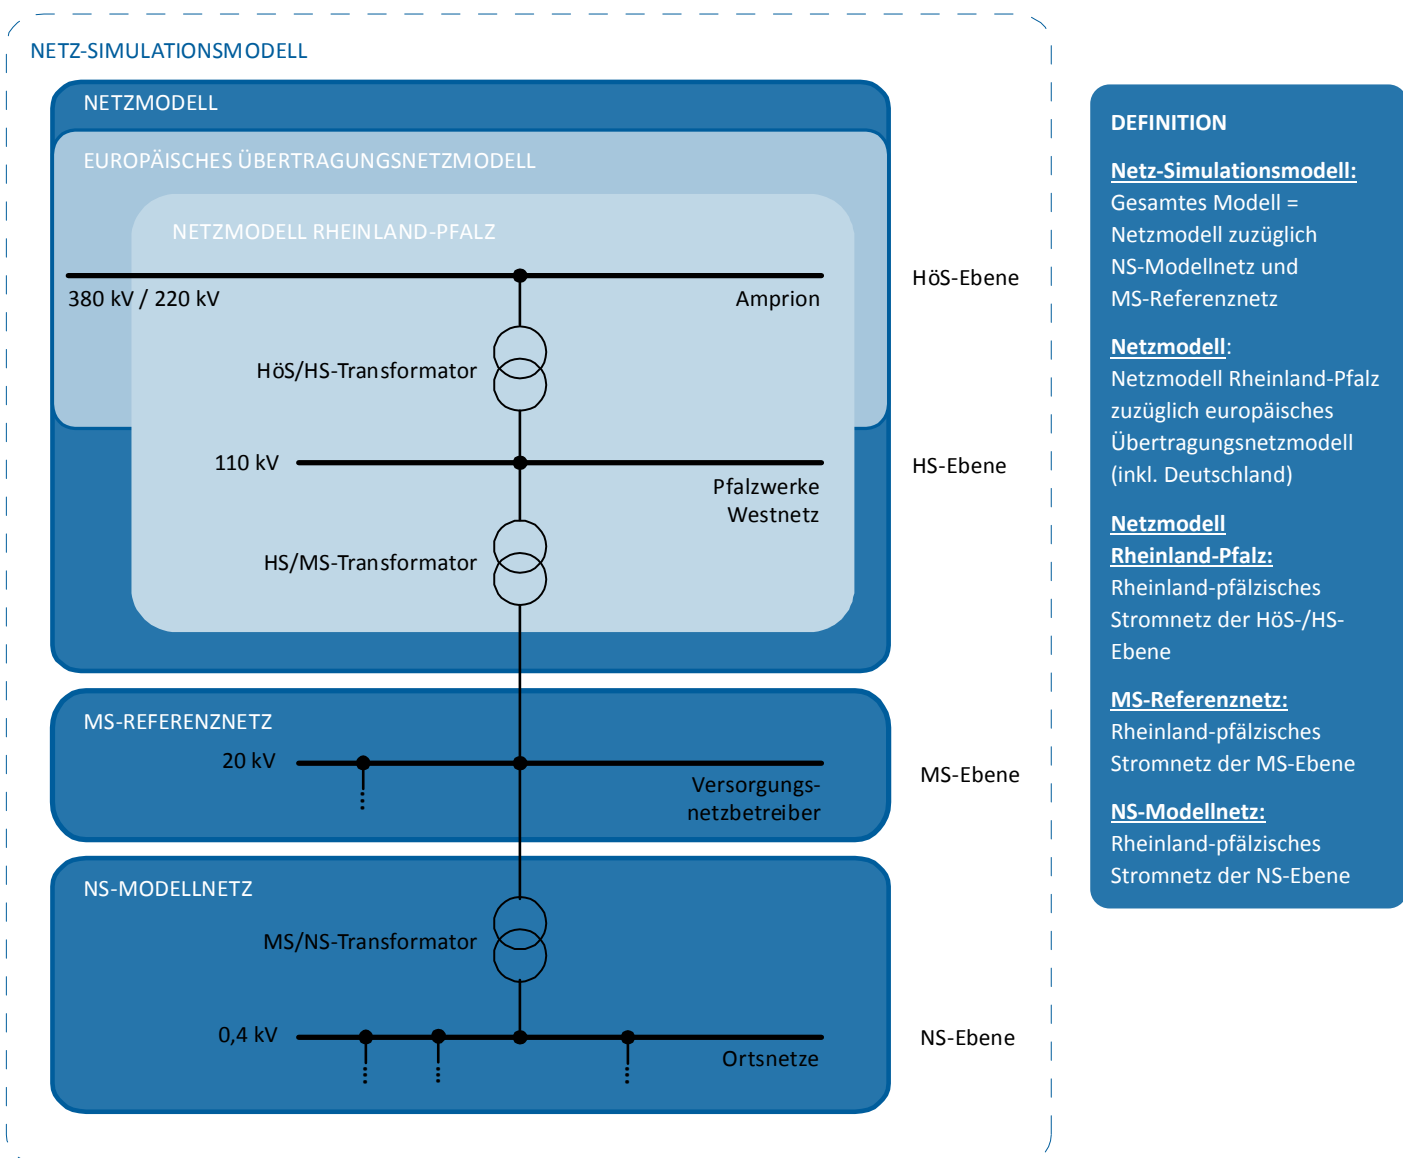 NETZ-SIMULATIONSMODELL
NETZMODELL
EUROPÄISCHES ÜBERTRAGUNGSNETZMODELL
NETZMODELL RHEINLAND-PFALZ
380 kV / 220 kV
Amprion
HöS-Ebene
HöS/HS-Transformator
110 kV
Pfalzwerke
Westnetz
HS-Ebene
HS/MS-Transformator
MS-REFERENZNETZ
20 kV
Versorgungs-
netzbetreiber
MS-Ebene
NS-MODELLNETZ
MS/NS-Transformator
0,4 kV
Ortsnetze
NS-Ebene
DEFINITION
Netz-Simulationsmodell:
Gesamtes Modell =
Netzmodell zuzüglich
NS-Modellnetz und
MS-Referenznetz
Netzmodell:
Netzmodell Rheinland-Pfalz
zuzüglich europäisches
Übertragungsnetzmodell
(inkl. Deutschland)
Netzmodell
Rheinland-Pfalz:
Rheinland-pfälzisches
Stromnetz der HöS-/HS-
Ebene
MS-Referenznetz:
Rheinland-pfälzisches
Stromnetz der MS-Ebene
NS-Modellnetz:
Rheinland-pfälzisches
Stromnetz der NS-Ebene